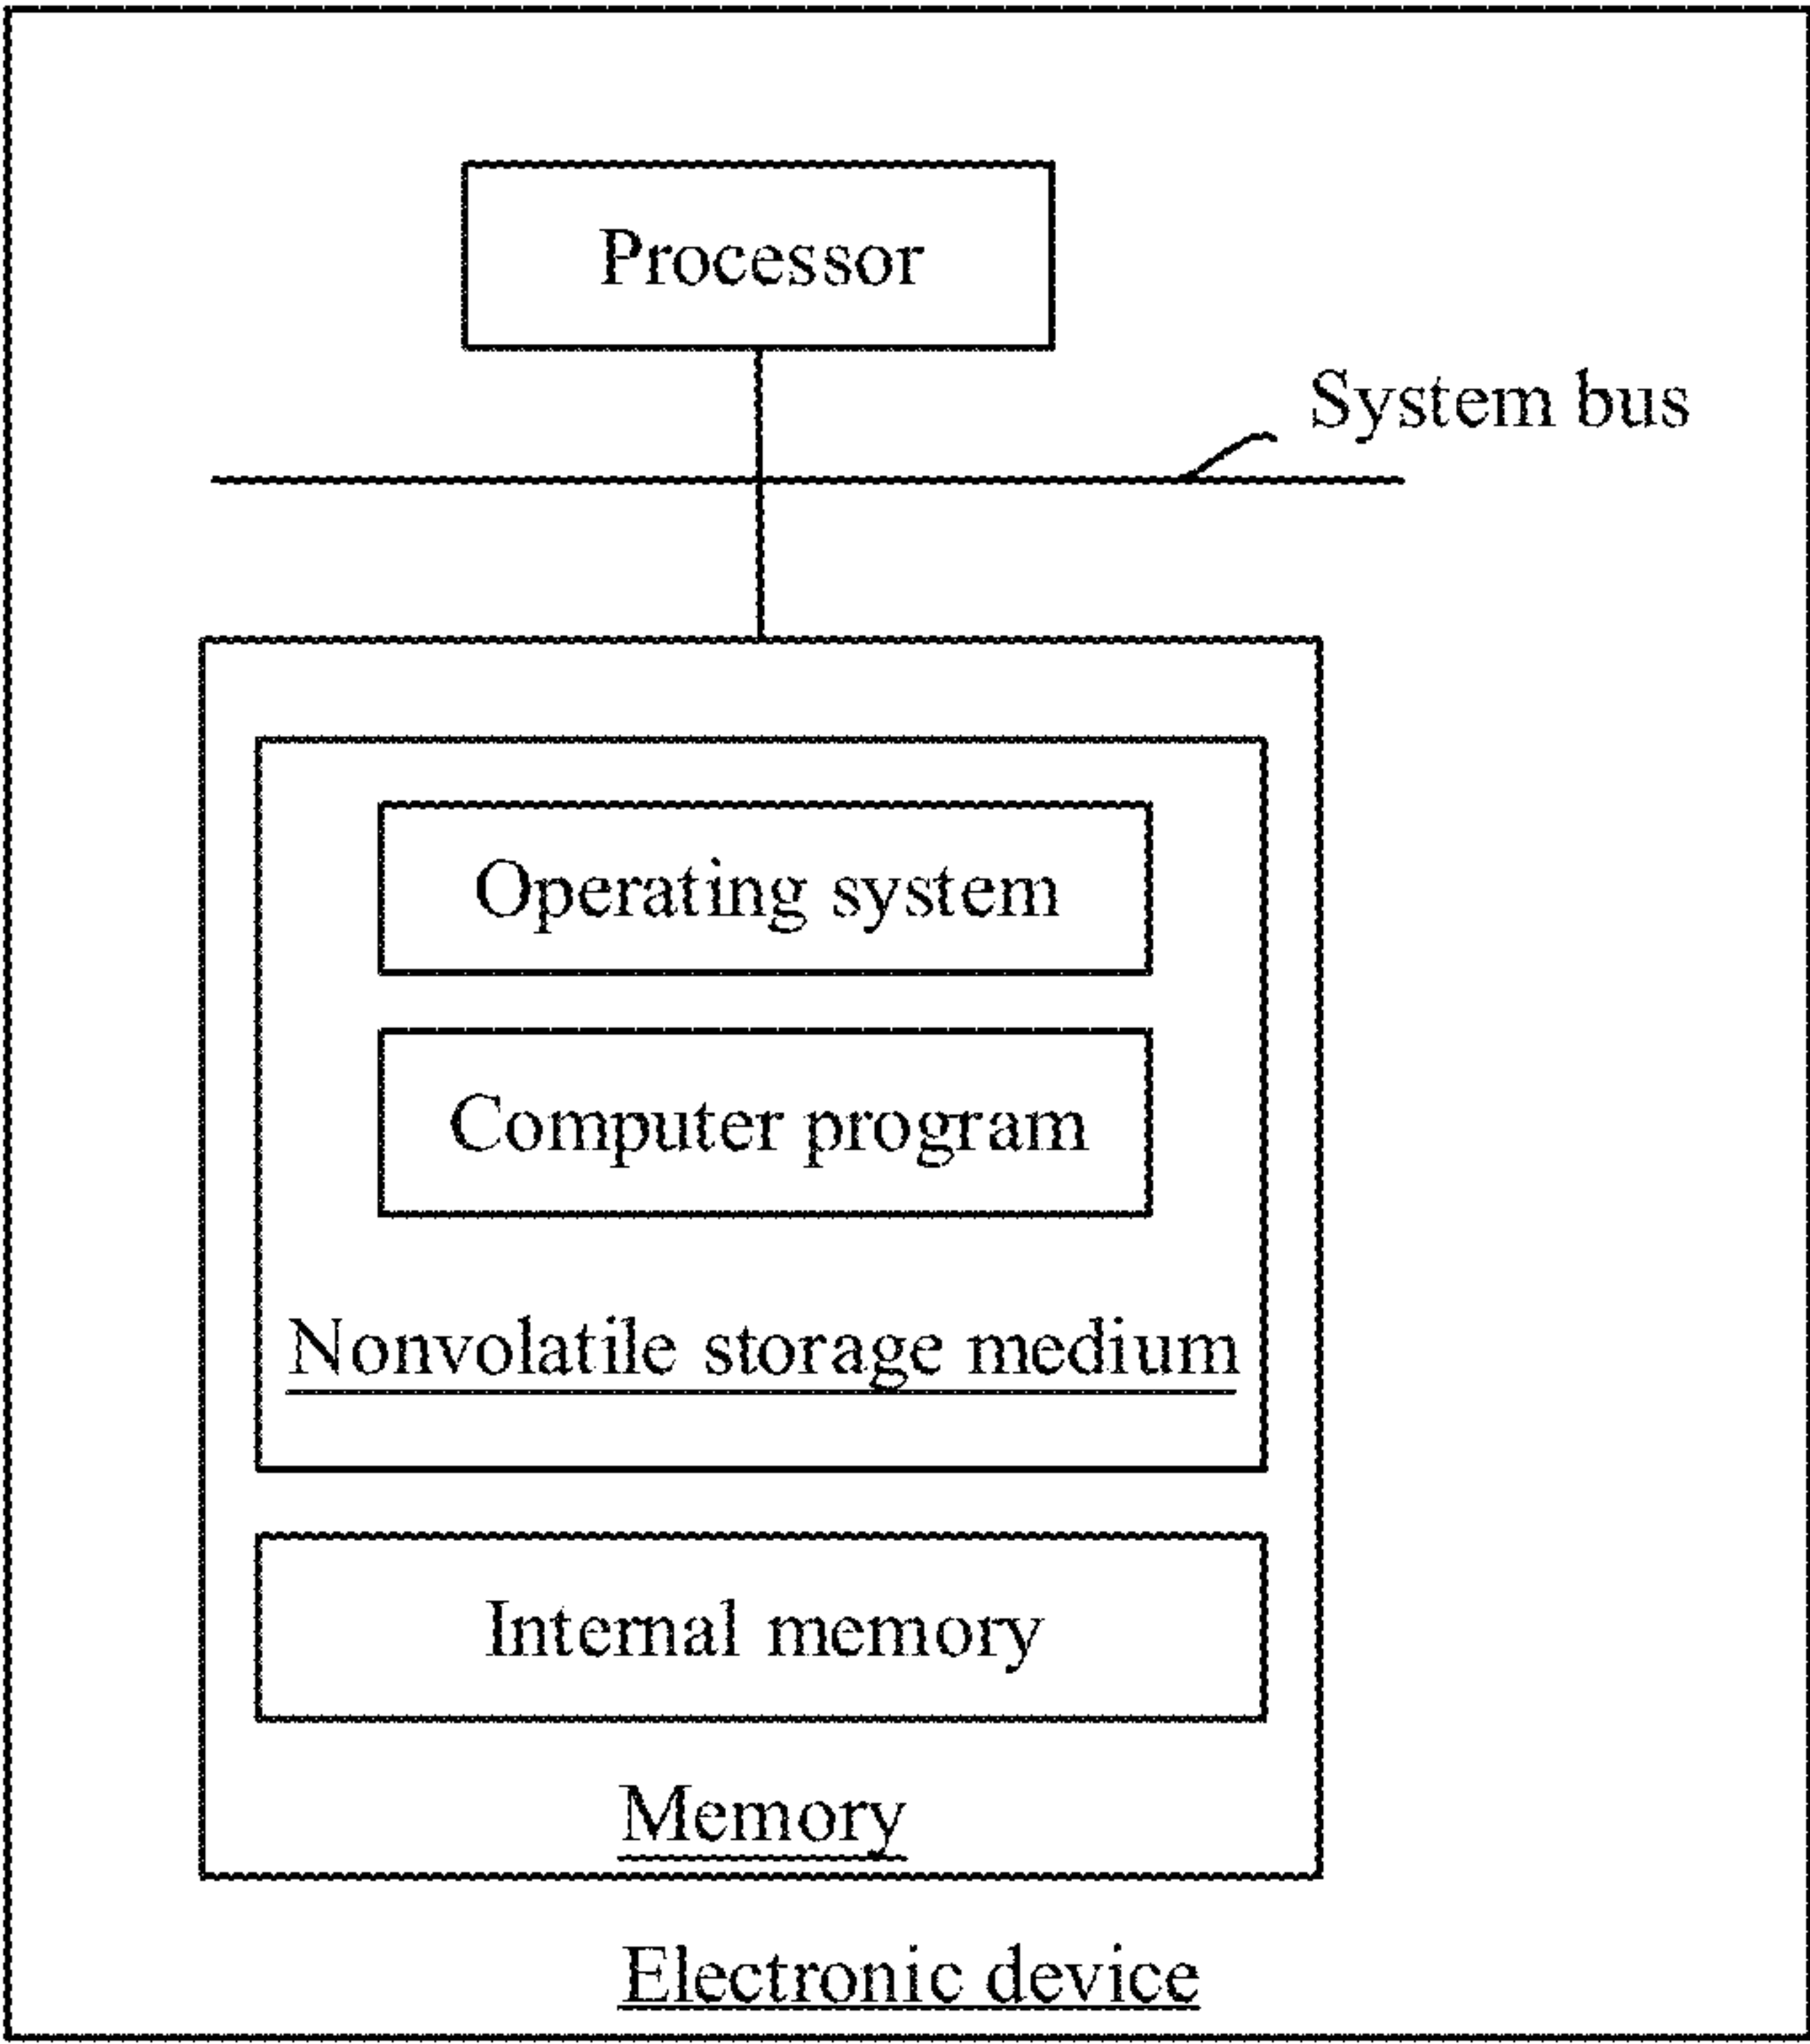 Processor
System bus
Operating system
Computer program
Nonvolatile storage medium
Internal memory
Memory
Electronic device